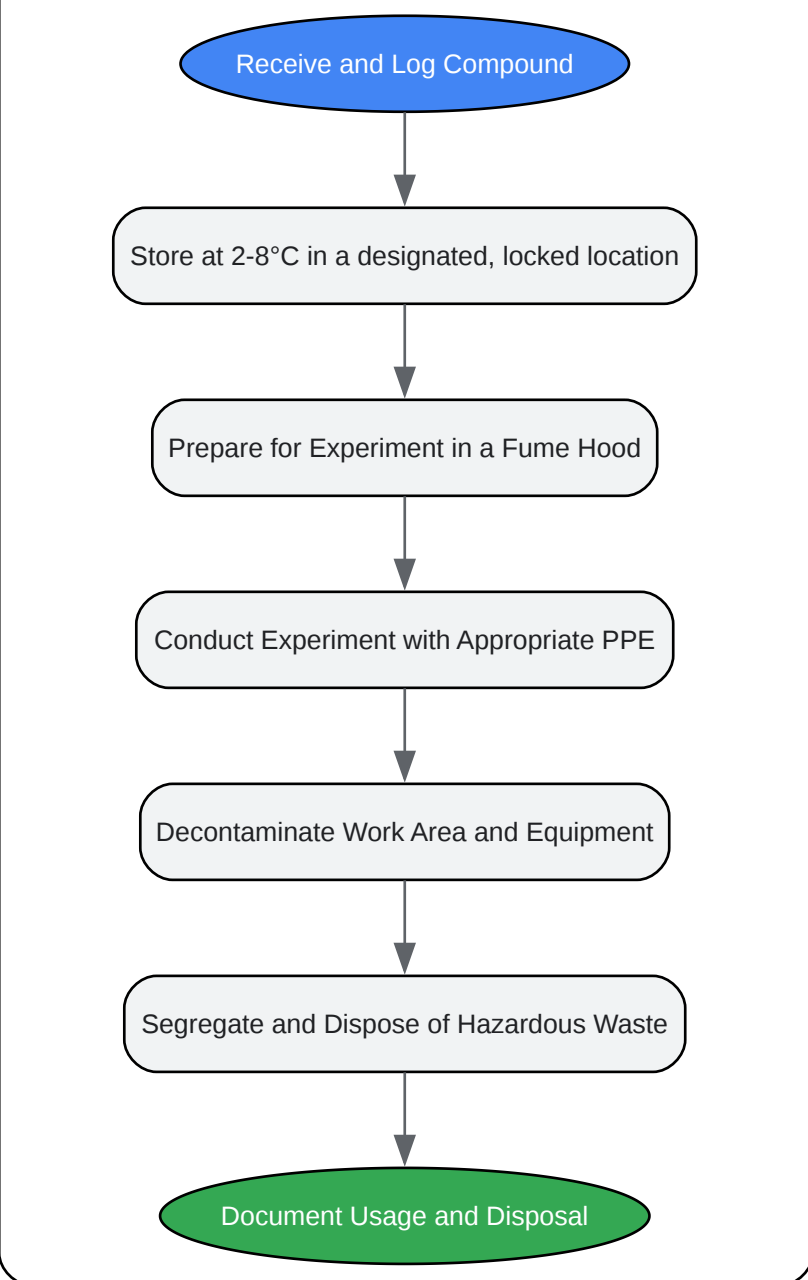 Receive and Log Compound
Store at 2-8°C in a designated, locked location
Prepare for Experiment in a Fume Hood
Conduct Experiment with Appropriate PPE
Decontaminate Work Area and Equipment
Segregate and Dispose of Hazardous Waste
Document Usage and Disposal